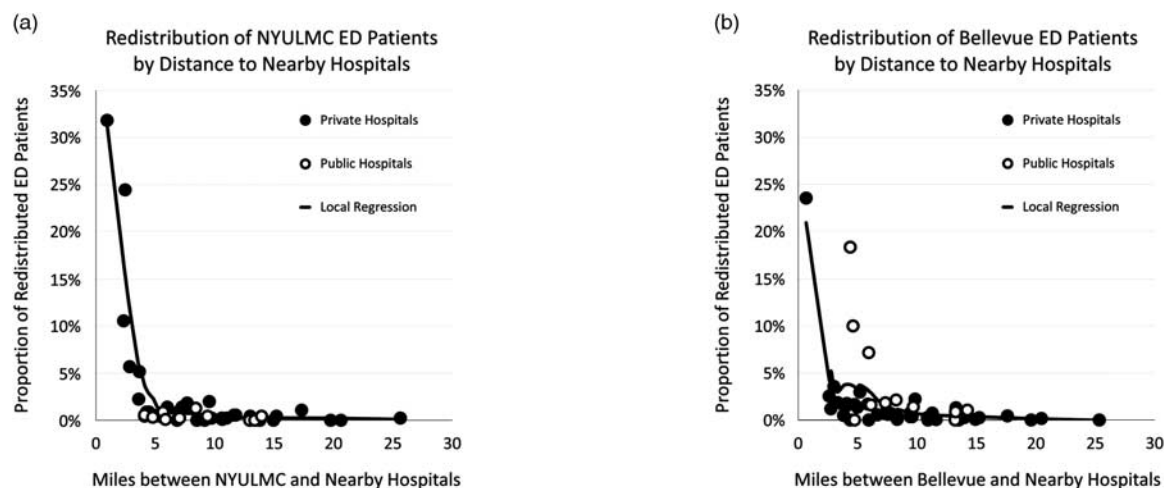 (a)
Redistribution of NYULMC ED Patients
by Distance to Nearby Hospitals
Proportion of Redistributed ED Patients
35%
30%
25%
20%
15%
10%
5%
0%
Private Hospitals
Public Hospitals
Local Regression
0 5 10 15 20 25 30
Miles between NYULMC and Nearby Hospitals
(b)
Redistribution of Bellevue ED Patients
by Distance to Nearby Hospitals
Proportion of Redistributed ED Patients
35%
30%
25%
20%
15%
10%
5%
0%
Private Hospitals
Public Hospitals
Local Regression
0 5 10 15 20 25 30
Miles between Bellevue and Nearby Hospitals